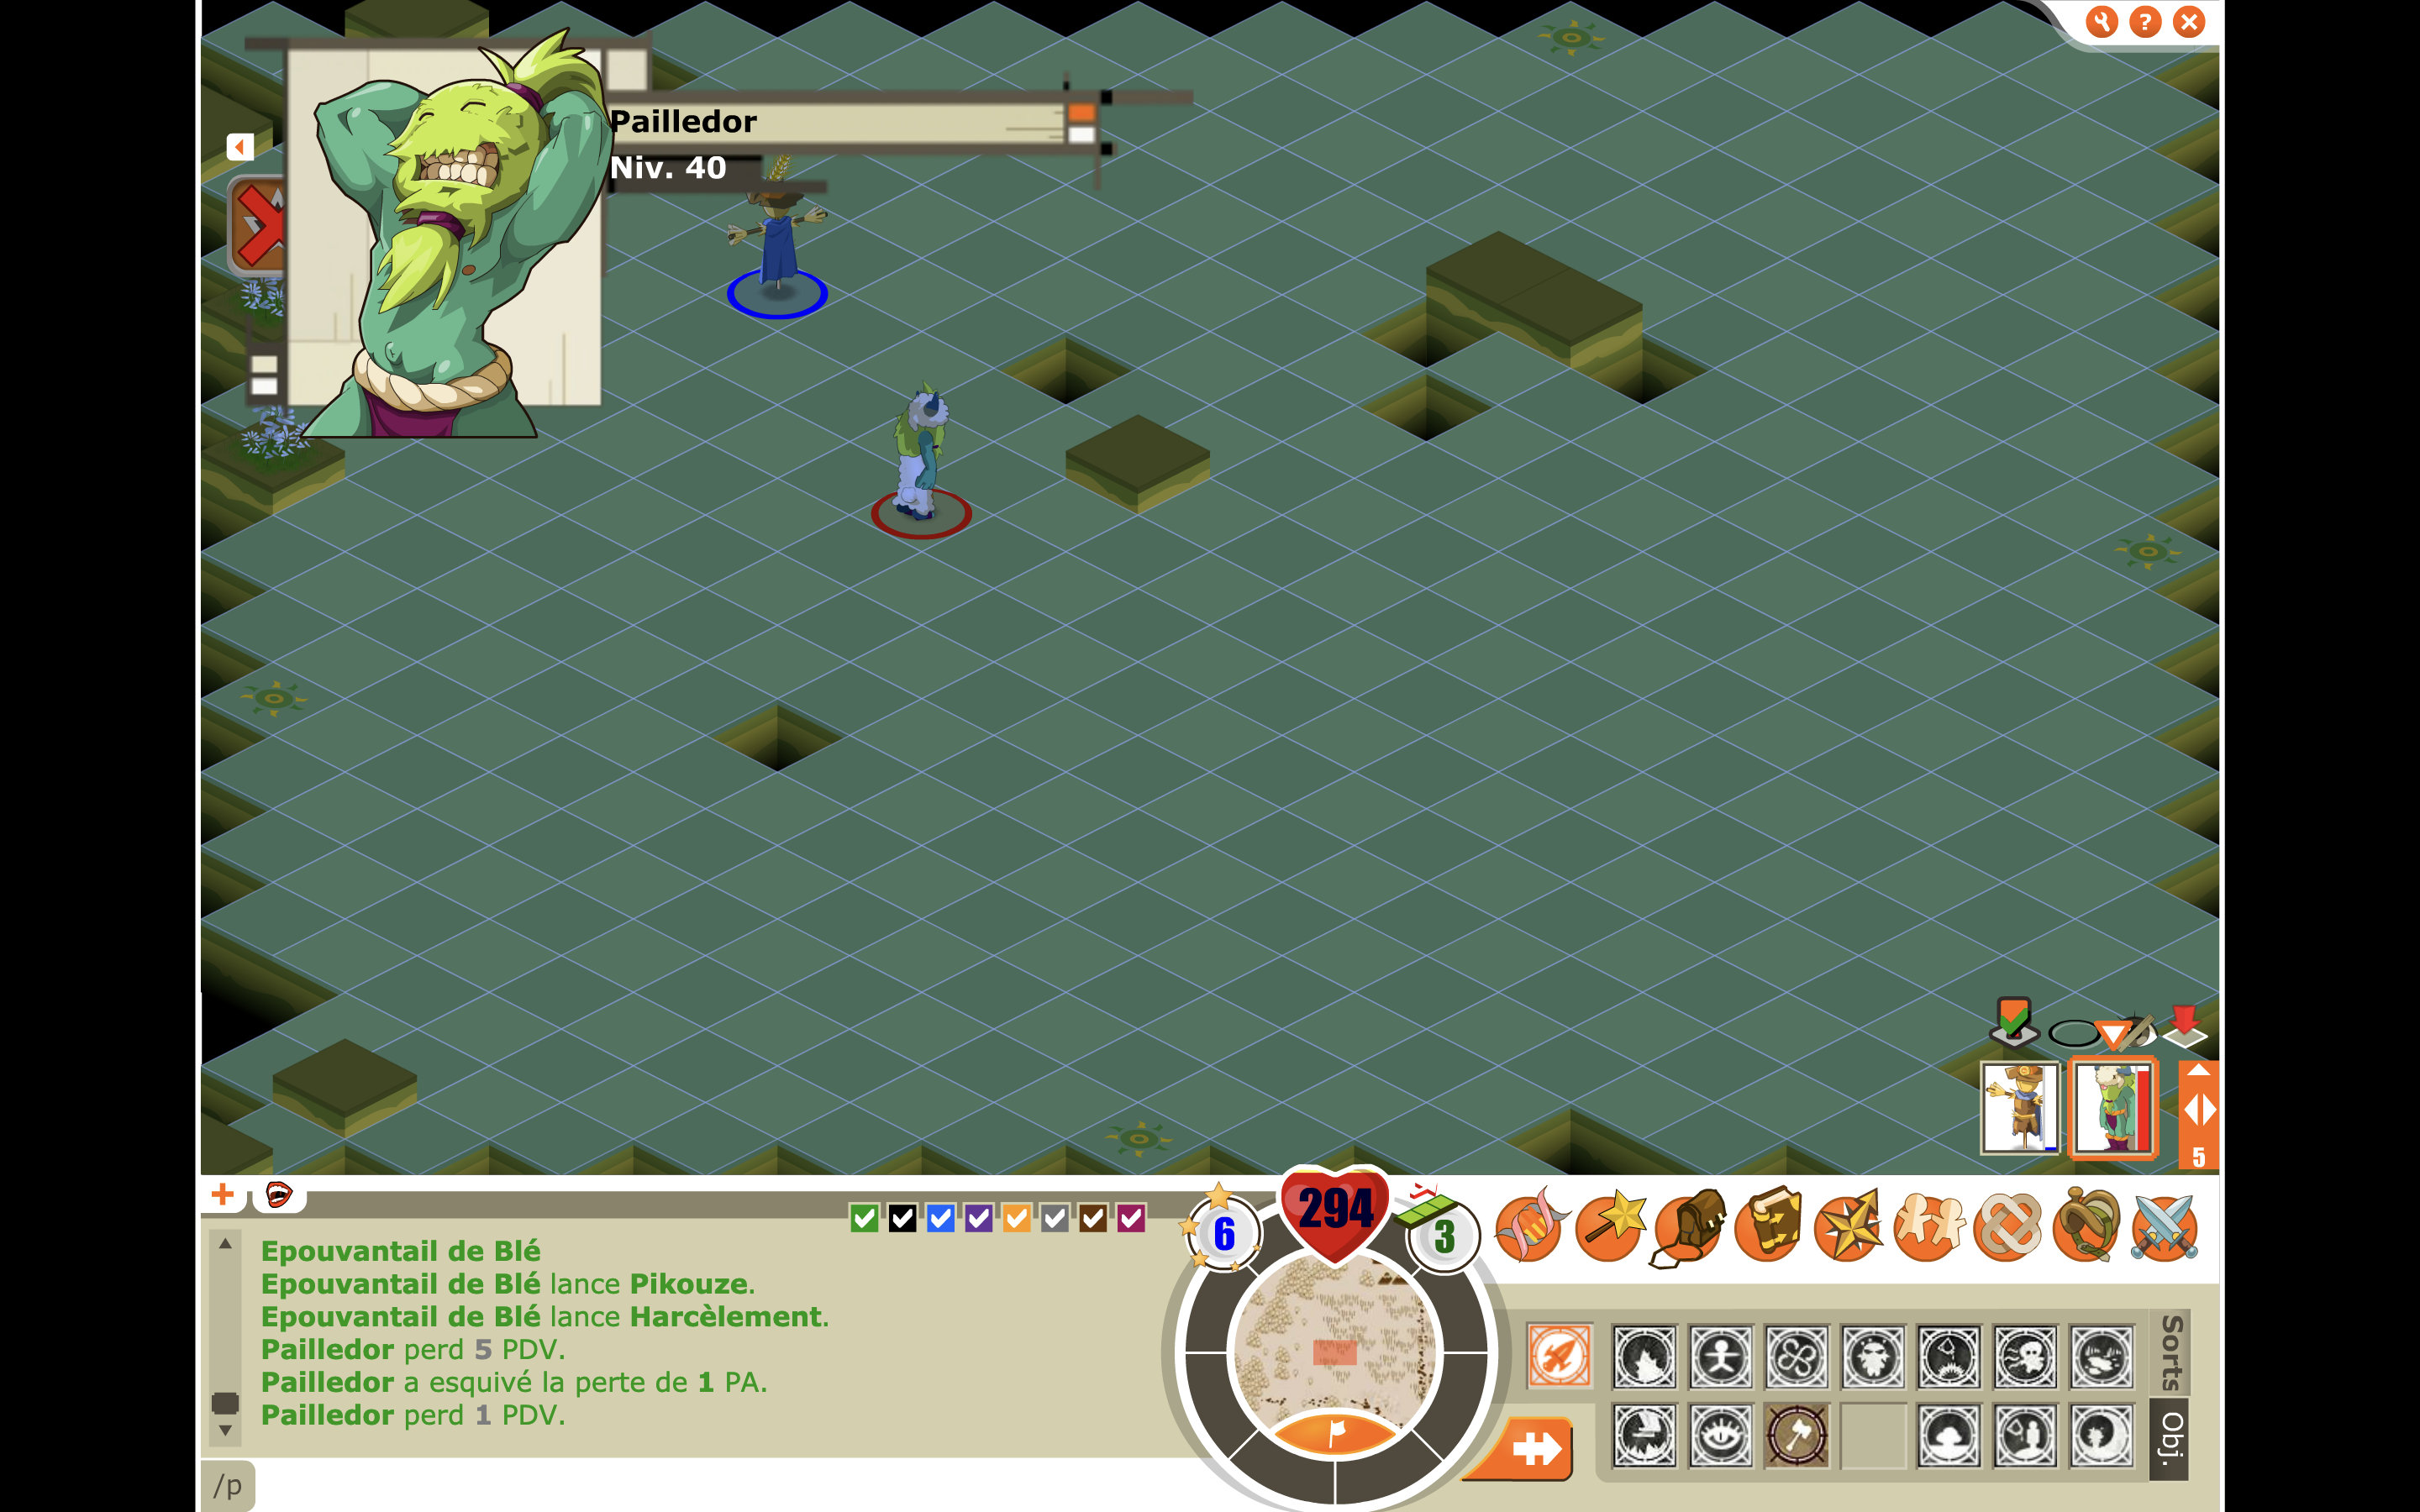 ?
Pailledor
Niv. 40
5
294
6
3
Epouvantail de Blé
Epouvantail de Blé lance Pikouze.
Epouvantail de Blé lance Harcèlement.
Pailledor perd 5 PDV.
Pailledor a esquivé la perte de 1 PA.
Pailledor perd 1 PDV.
Sorts
Obj.
/p